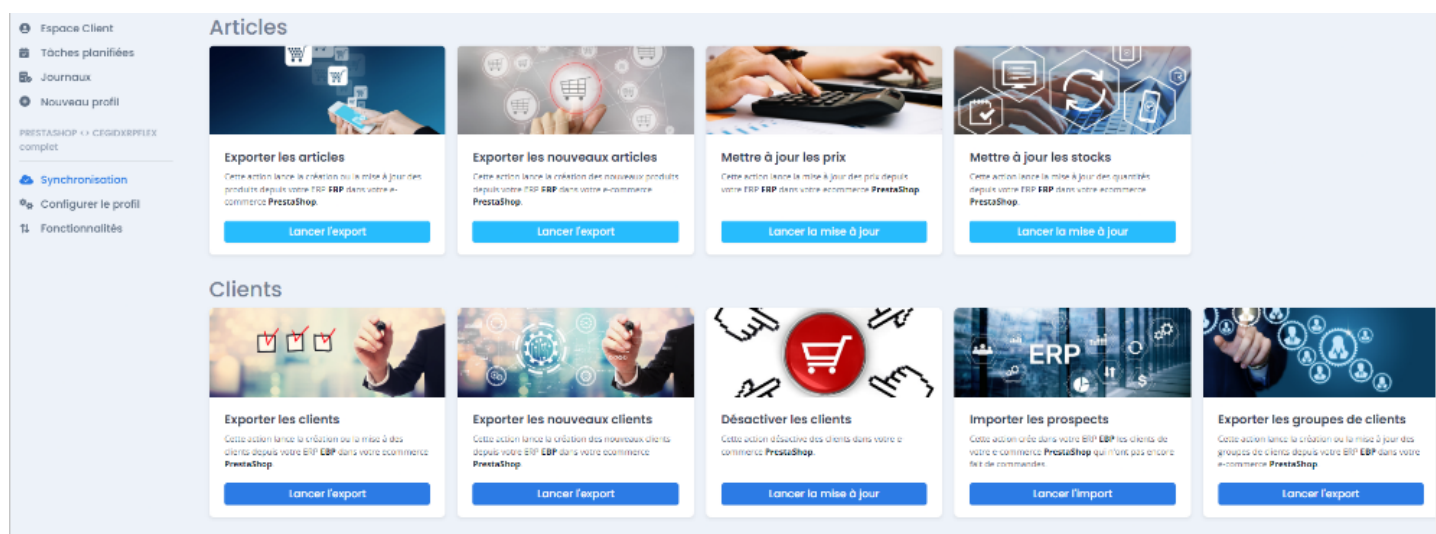 Espace Client
Tâches planifiées
Journaux
Nouveau profil
PRESTASHOP <> CEGIDXRPFLEX
complet
Synchronisation
Configurer le profil
Fonctionnalités
Articles
Exporter les articles
Cette action lance la création ou la mise à jour des
produits depuis votre ERP EBP dans votre e-
commerce PrestaShop.
Lancer l'export
Exporter les nouveaux articles
Cette action lance la création des nouveaux produits
depuis votre ERP EBP dans votre e-commerce
PrestaShop.
Lancer l'export
Mettre à jour les prix
Cette action lance la mise à jour des prix depuis
votre ERP EBP dans votre ecommerce PrestaShop.
Lancer la mise à jour
Mettre à jour les stocks
Cette action lance la mise à jour des quantités
depuis votre ERP EBP dans votre ecommerce
PrestaShop.
Lancer la mise à jour
Clients
Exporter les clients
Cette action lance la création ou la mise à des
clients depuis votre ERP EBP dans votre ecommerce
PrestaShop
Lancer l'export
Exporter les nouveaux clients
Cette action lance la création des nouveaux clients
depuis votre ERP EBP dans votre ecommerce
PrestaShop
Lancer l'export
Désactiver les clients
Cette action désactive des clients dans votre e
commerce PrestaShop.
Lancer la mise à jour
ERP
Importer les prospects
Cette action crée dans votre ERP EBP les clients de
votre e-commerce PrestaShop qui n'ont pas encore
fait de commandes
Lancer l'import
Exporter les groupes de clients
Cette action lance la création ou la mise à jour des
groupes de clients depuis votre ERP EBP dans votre
e-commerce PrestaShop
Lancer l'export